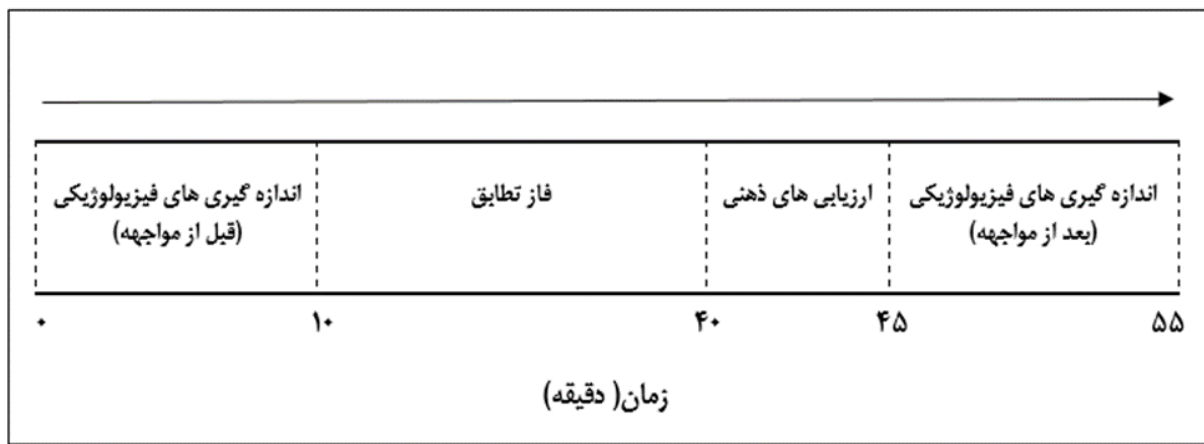 اندازه گیری های فیزیولوژیکی
(قبل از مواجهه)
فاز تطابق
ارزیابی های ذهنی
اندازه گیری های فیزیولوژیکی
(بعد از مواجهه)
۰
۱۰
۴۰
۴۵
۵۵
زمان( دقیقه)